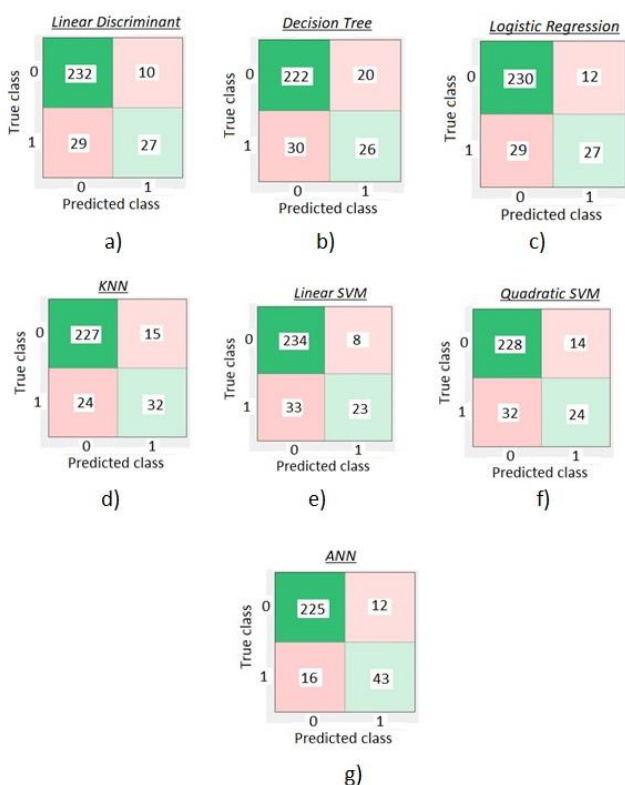 Linear Discriminant
True class
0
232
10
1
29
27
0
1
Predicted class
a)
Decision Tree
True class
0
222
20
1
30
26
0
1
Predicted class
b)
Logistic Regression
True class
0
230
12
1
29
27
0
1
Predicted class
c)
KNN
True class
0
227
15
1
24
32
0
1
Predicted class
d)
Linear SVM
True class
0
234
8
1
33
23
0
1
Predicted class
e)
Quadratic SVM
True class
0
228
14
1
32
24
0
1
Predicted class
f)
ANN
True class
0
225
12
1
16
43
0
1
Predicted class
g)